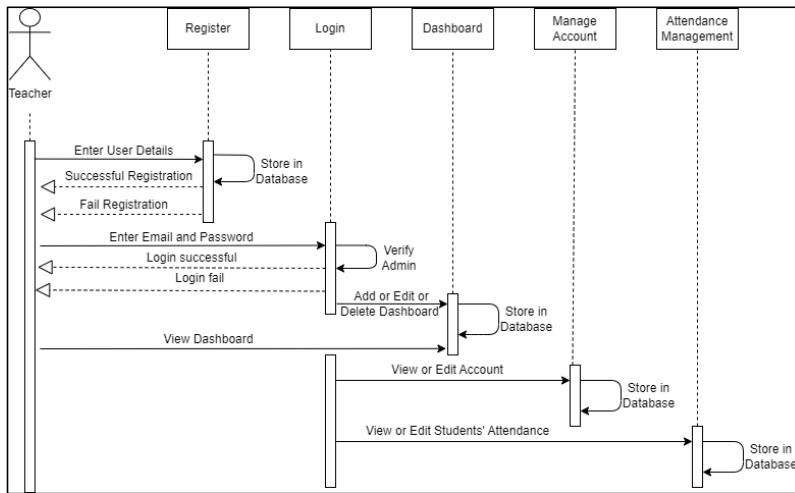 Register
Login
Dashboard
Manage
Account
Attendance
Management
Teacher
Enter User Details
Store in
Database
Successful Registration
Fail Registration
Enter Email and Password
Verify
Admin
Login successful
Login fail
Add or Edit or
Delete Dashboard
Store in
Database
View Dashboard
View or Edit Account
Store in
Database
View or Edit Students' Attendance
Store in
Database